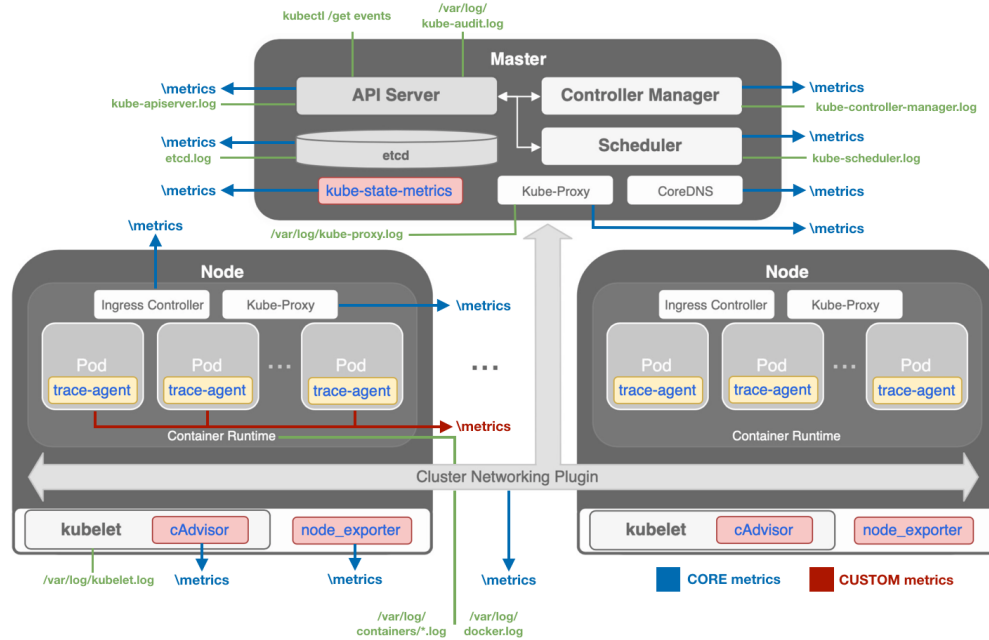 kubectl /get events
/var/log/
kube-audit.log
Master
\metrics
API Server
Controller Manager
\metrics
kube-apiserver.log
kube-controller-manager.log
\metrics
etcd
Scheduler
\metrics
etcd.log
kube-scheduler.log
\metrics
kube-state-metrics
Kube-Proxy
CoreDNS
\metrics
\metrics
/var/log/kube-proxy.log
\metrics
Node
Ingress Controller
Kube-Proxy
\metrics
Pod
Pod
...
Pod
trace-agent
trace-agent
trace-agent
\metrics
Container Runtime
...
Node
Ingress Controller
Kube-Proxy
Pod
Pod
...
Pod
trace-agent
trace-agent
trace-agent
Container Runtime
Cluster Networking Plugin
kubelet
cAdvisor
node_exporter
kubelet
cAdvisor
node_exporter
/var/log/kubelet.log
\metrics
\metrics
\metrics
CORE metrics
CUSTOM metrics
/var/log/
containers/*.log
/var/log/
docker.log